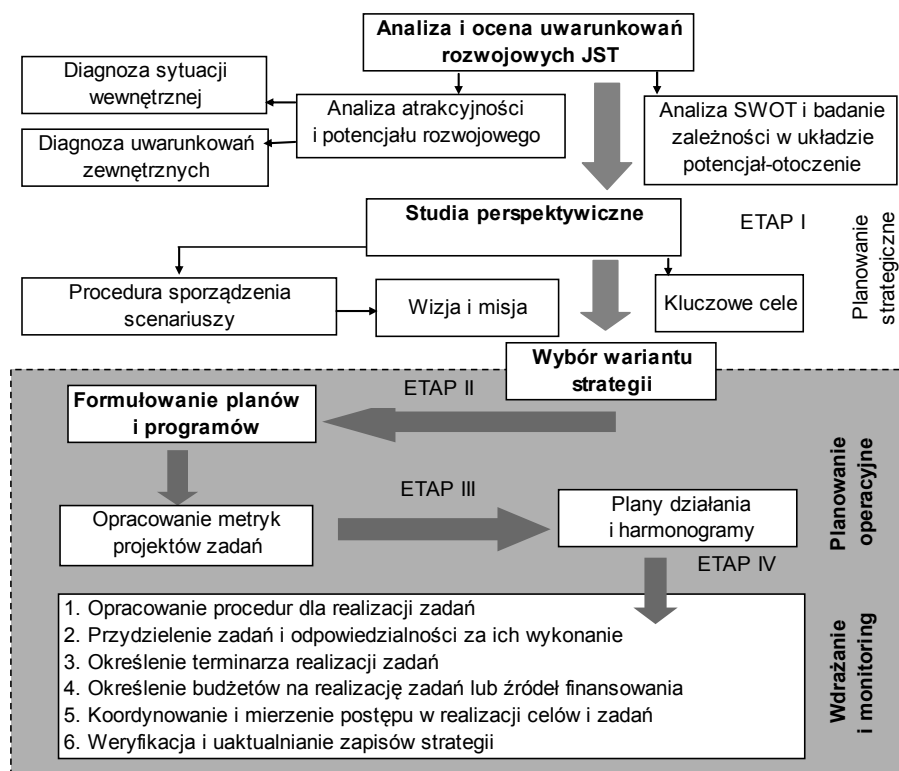 Analiza i ocena uwarunkowań
rozwojowych JST
Diagnoza sytuacji
wewnętrznej
Analiza atrakcyjności
i potencjału rozwojowego
Analiza SWOT i badanie
zależności w układzie
potencjał-otoczenie
Diagnoza uwarunkowań
zewnętrznych
Studia perspektywiczne
ETAP I
Planowanie
strategiczne
Procedura sporządzenia
scenariuszy
Wizja i misja
Kluczowe cele
Wybór wariantu
strategii
ETAP II
Formułowanie planów
i programów
Planowanie
operacyjne
ETAP III
Opracowanie metryk
projektów zadań
Plany działania
i harmonogramy
ETAP IV
1. Opracowanie procedur dla realizacji zadań
2. Przydzielenie zadań i odpowiedzialności za ich wykonanie
3. Określenie terminarza realizacji zadań
4. Określenie budżetów na realizację zadań lub źródeł finansowania
5. Koordynowanie i mierzenie postępu w realizacji celów i zadań
6. Weryfikacja i uaktualnianie zapisów strategii
Wdrażanie
i monitoring